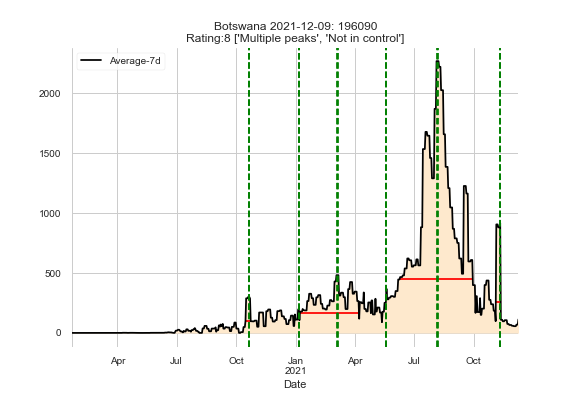 Botswana 2021-12-09: 196090
Rating:8 ['Multiple peaks', 'Not in control']
Average-7d
2000
1500
1000
500
0
Apr Jul Oct Jan Apr Jul Oct
2021
Date